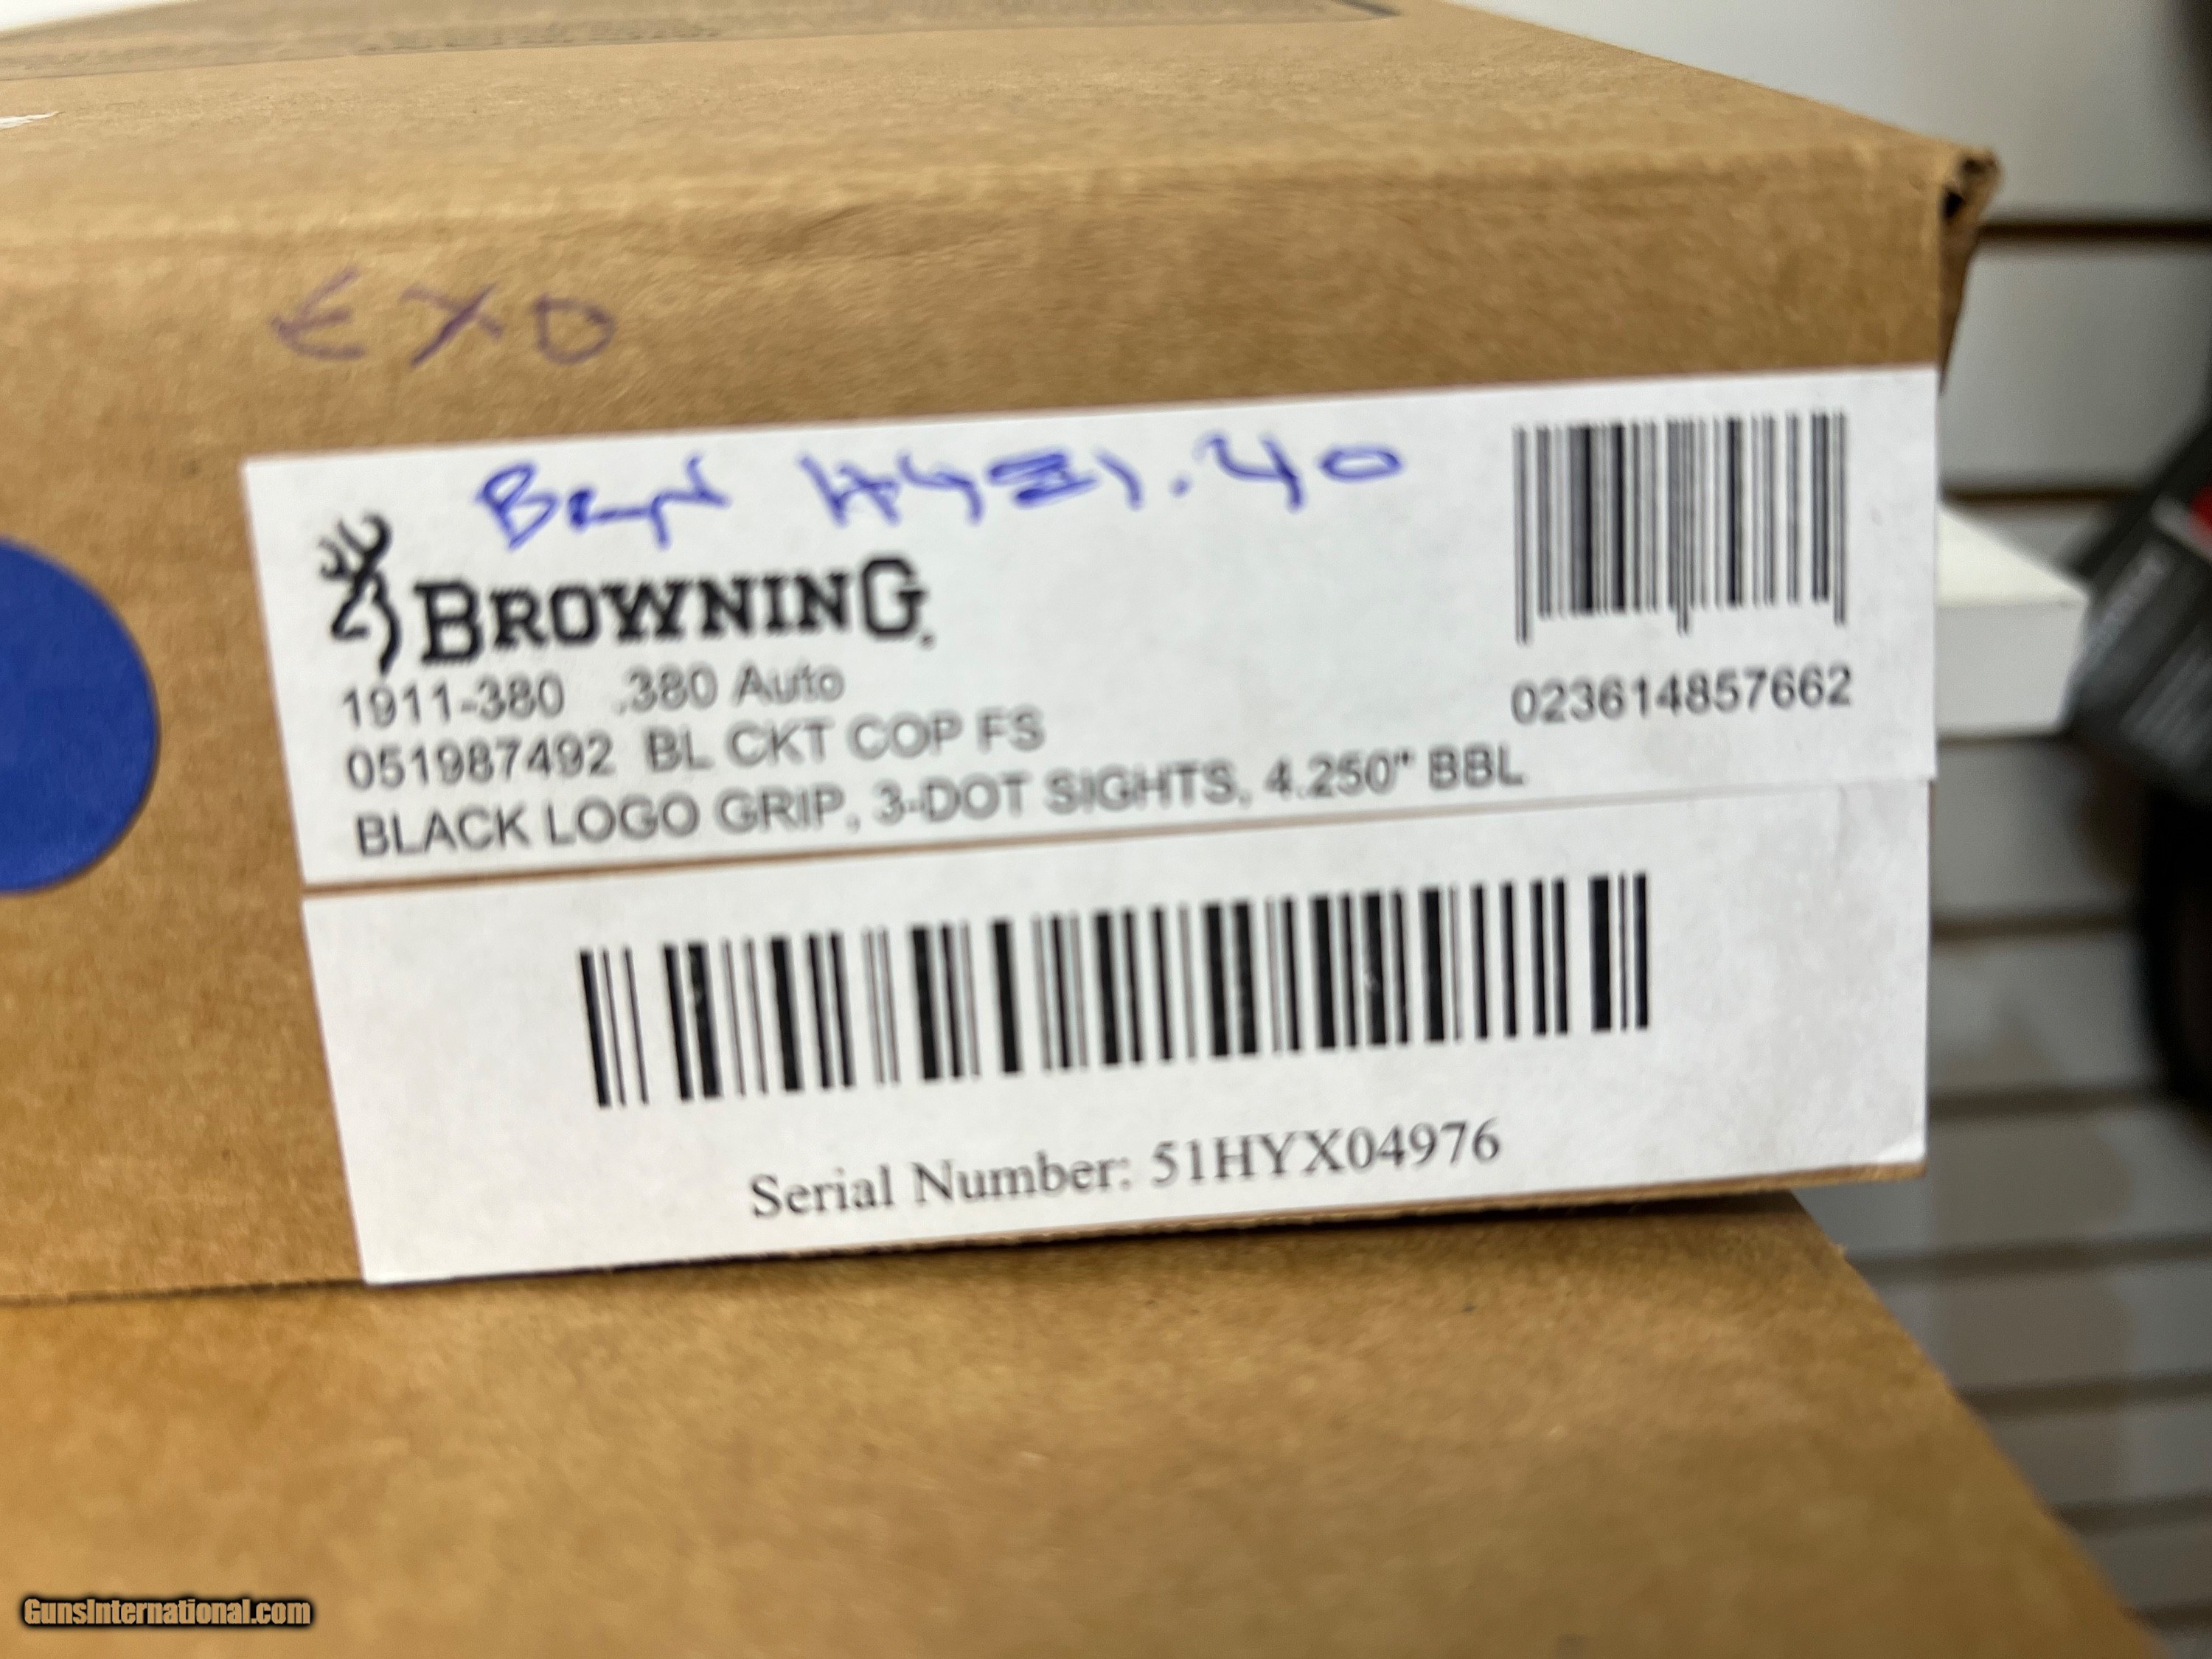 EXO
BROWNING.
1911-380 .380 Auto
051987492 BL CKT COP FS
BLACK LOGO GRIP, 3-DOT SIGHTS, 4.250" BBL
023614857662
Serial Number: 51HYX04976
GunsInternational.com